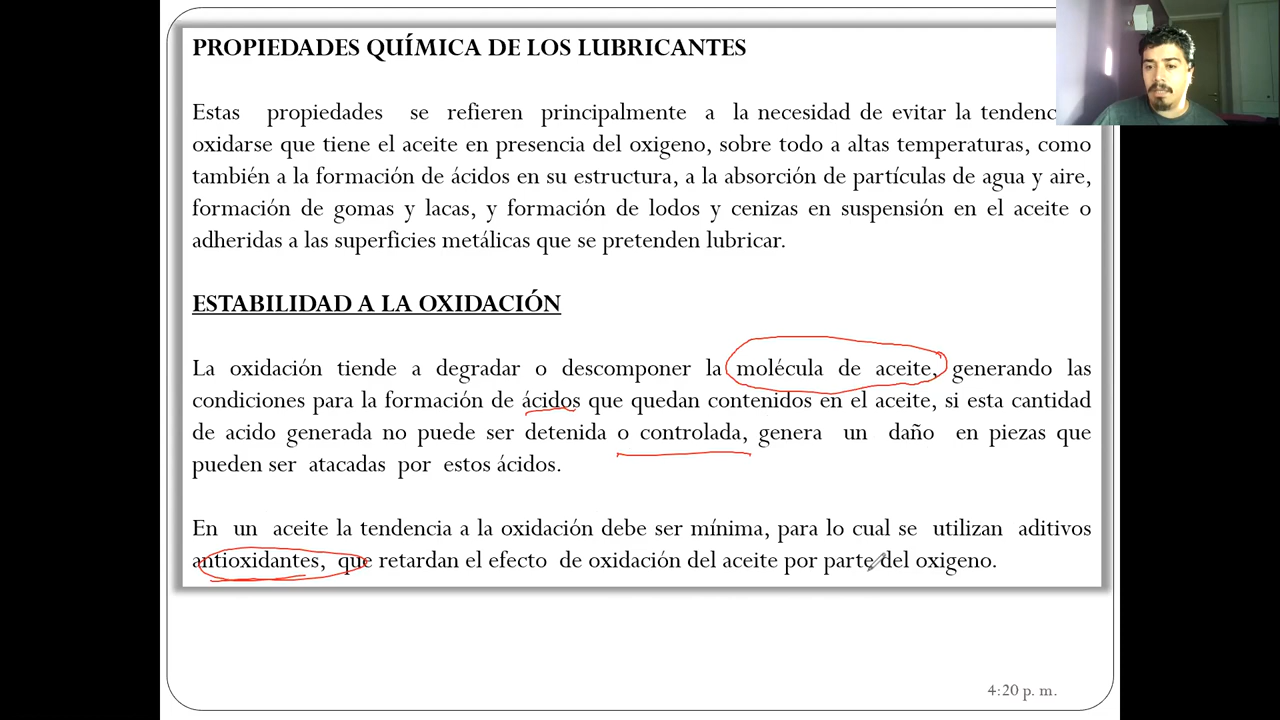 PROPIEDADES QUÍMICA DE LOS LUBRICANTES
Estas propiedades se refieren principalmente a la necesidad de evitar la
oxidarse que tiene el aceite en presencia del oxigeno, sobre todo a altas temperaturas, como
también a la formación de ácidos en su estructura, a la absorción de partículas de agua y aire,
formación de gomas y lacas, y formación de lodos y cenizas en suspensión en el aceite o
adheridas a las superficies metálicas que se pretenden lubricar.
ESTABILIDAD A LA OXIDACIÓN
La oxidación tiende a degradar o descomponer la molécula de aceite, generando las
condiciones para la formación de ácidos que quedan contenidos en el aceite, si esta cantidad
de acido generada no puede ser detenida o controlada, genera un daño en piezas que
pueden ser atacadas por estos ácidos.
En un aceite la tendencia a la oxidación debe ser mínima, para lo cual se utilizan aditivos
antioxidantes, que retardan el efecto de oxidación del aceite por parte del oxigeno.
4:20 p. m.